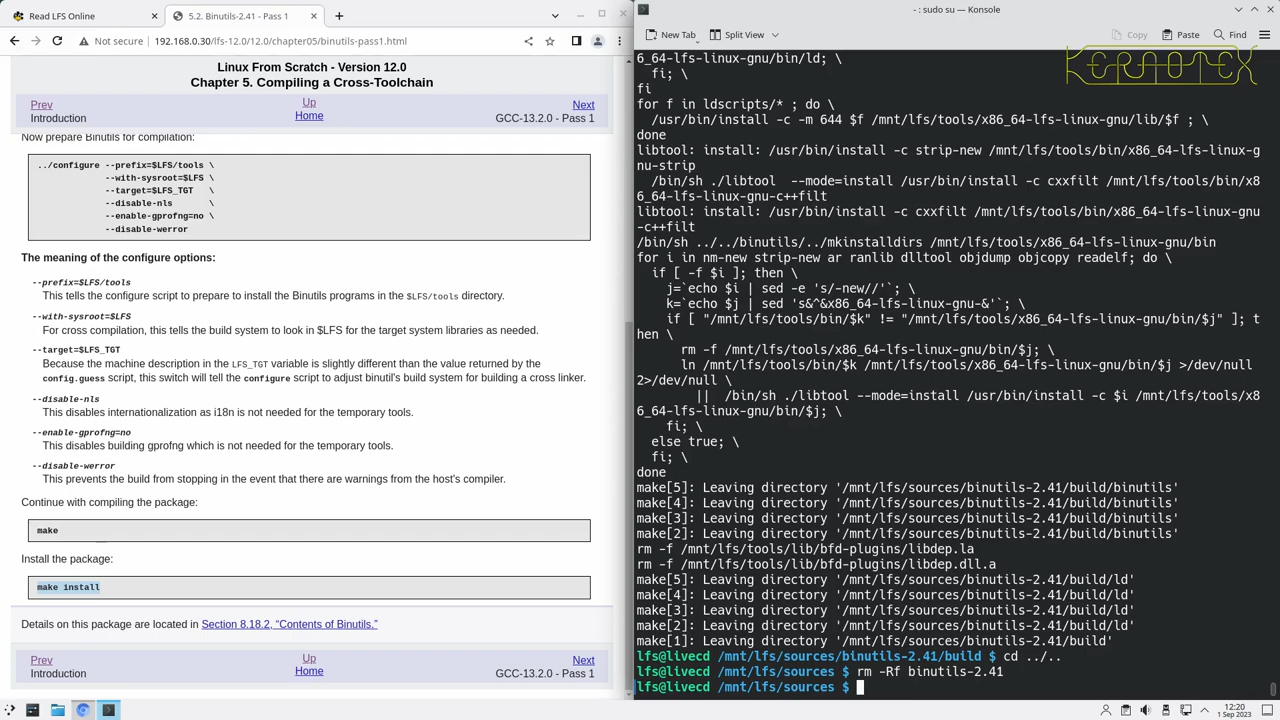 Read LFS Online
5.2. Binutils-2.41 - Pass 1
Not secure 192.168.0.30/lfs-12.0/12.0/chapter05/binutils-pass1.html
Linux From Scratch - Version 12.0
Chapter 5. Compiling a Cross-Toolchain
Prev Up Next
Introduction Home GCC-13.2.0 - Pass 1
Now prepare Binutils for compilation:
../configure --prefix=$LFS/tools \
--with-sysroot=$LFS \
--target=$LFS_TGT \
--disable-nls \
--enable-gprofng=no \
--disable-werror
The meaning of the configure options:
--prefix=$LFS/tools
This tells the configure script to prepare to install the Binutils programs in the $LFS/tools directory.
--with-sysroot=$LFS
For cross compilation, this tells the build system to look in $LFS for the target system libraries as needed.
--target=$LFS_TGT
Because the machine description in the LFS_TGT variable is slightly different than the value returned by the
config.guess script, this switch will tell the configure script to adjust binutil's build system for building a cross linker.
--disable-nls
This disables internationalization as i18n is not needed for the temporary tools.
--enable-gprofng=no
This disables building gprofng which is not needed for the temporary tools.
--disable-werror
This prevents the build from stopping in the event that there are warnings from the host's compiler.
Continue with compiling the package:
make
Install the package:
make install
Details on this package are located in Section 8.18.2, “Contents of Binutils.”
Prev Up Next
Introduction Home GCC-13.2.0 - Pass 1
- : sudo su — Konsole
New Tab Split View Copy Paste Find
KERNOTEX
6_64-lfs-linux-gnu/bin/ld; \
fi; \
fi
for f in ldscripts/* ; do \
/usr/bin/install -c -m 644 $f /mnt/lfs/tools/x86_64-lfs-linux-gnu/lib/$f ; \
done
libtool: install: /usr/bin/install -c strip-new /mnt/lfs/tools/bin/x86_64-lfs-linux-g
nu-strip
/bin/sh ./libtool --mode=install /usr/bin/install -c cxxfilt /mnt/lfs/tools/bin/x8
6_64-lfs-linux-gnu-c++filt
libtool: install: /usr/bin/install -c cxxfilt /mnt/lfs/tools/bin/x86_64-lfs-linux-gnu
-c++filt
/bin/sh ../../binutils/../mkinstalldirs /mnt/lfs/tools/x86_64-lfs-linux-gnu/bin
for i in nm-new strip-new ar ranlib dlltool objdump objcopy readelf; do \
if [ -f $i ]; then \
j=`echo $i | sed -e 's/-new//'`; \
k=`echo $j | sed 's&^&x86_64-lfs-linux-gnu-&'`; \
if [ "/mnt/lfs/tools/bin/$k" != "/mnt/lfs/tools/x86_64-lfs-linux-gnu/bin/$j" ]; t
hen \
rm -f /mnt/lfs/tools/x86_64-lfs-linux-gnu/bin/$j; \
ln /mnt/lfs/tools/bin/$k /mnt/lfs/tools/x86_64-lfs-linux-gnu/bin/$j >/dev/null
2>/dev/null \
|| /bin/sh ./libtool --mode=install /usr/bin/install -c $i /mnt/lfs/tools/x8
6_64-lfs-linux-gnu/bin/$j; \
fi; \
else true; \
fi; \
done
make[5]: Leaving directory '/mnt/lfs/sources/binutils-2.41/build/binutils'
make[4]: Leaving directory '/mnt/lfs/sources/binutils-2.41/build/binutils'
make[3]: Leaving directory '/mnt/lfs/sources/binutils-2.41/build/binutils'
make[2]: Leaving directory '/mnt/lfs/sources/binutils-2.41/build/binutils'
rm -f /mnt/lfs/tools/lib/bfd-plugins/libdep.la
rm -f /mnt/lfs/tools/lib/bfd-plugins/libdep.dll.a
make[5]: Leaving directory '/mnt/lfs/sources/binutils-2.41/build/ld'
make[4]: Leaving directory '/mnt/lfs/sources/binutils-2.41/build/ld'
make[3]: Leaving directory '/mnt/lfs/sources/binutils-2.41/build/ld'
make[2]: Leaving directory '/mnt/lfs/sources/binutils-2.41/build/ld'
make[1]: Leaving directory '/mnt/lfs/sources/binutils-2.41/build'
lfs@livecd /mnt/lfs/sources/binutils-2.41/build $ cd ../..
lfs@livecd /mnt/lfs/sources $ rm -Rf binutils-2.41
lfs@livecd /mnt/lfs/sources $
12:20
1 Sep 2023